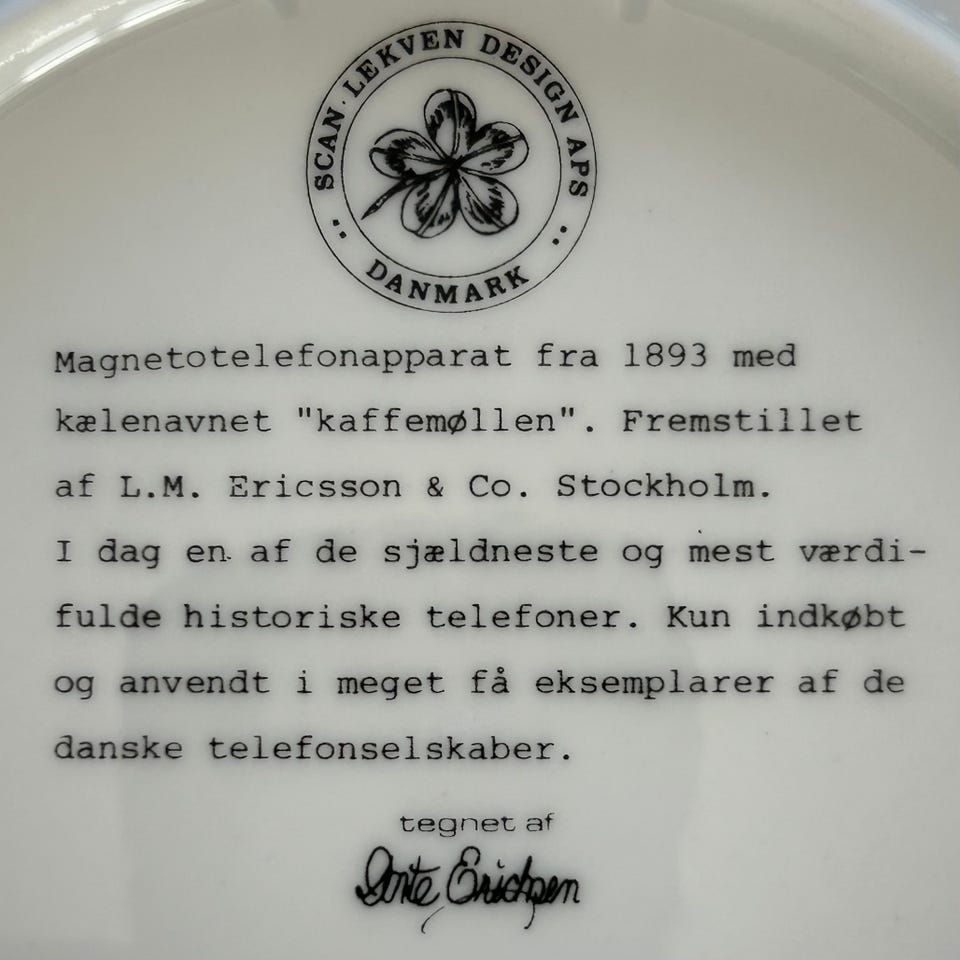 SCAN · LEKVEN DESIGN APS
DANMARK
Magnetotelefonapparat fra 1893 med
kælenavnet "kaffemøllen". Fremstillet
af L.M. Ericsson & Co. Stockholm.
I dag en af de sjældneste og mest værdi-
fulde historiske telefoner. Kun indkøbt
og anvendt i meget få eksemplarer af de
danske telefonselskaber.
tegnet af
Dorte Erichsen